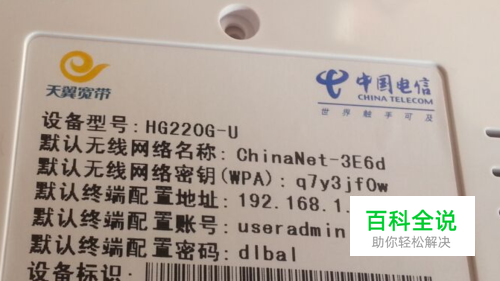 天翼宽带
中国电信
CHINA TELECOM
世界触手可及
设备型号:HG220G-U
默认无线网络名称:ChinaNet-3E6d
默认无线网络密钥(WPA):q7y3jf0w
默认终端配置地址:192.168.1.
默认终端配置账号:useradmin
默认终端配置密码:dlbal
设备标识:
百科全说
助你轻松解决